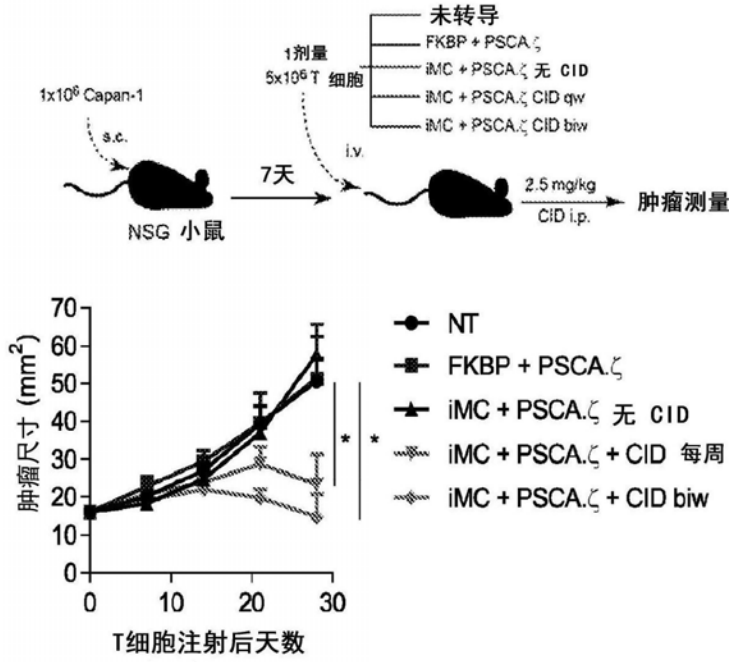 未转导
FKBP + PSCA.ζ
iMC + PSCA.ζ 无 CID
iMC + PSCA.ζ CID qw
iMC + PSCA.ζ CID biw
1剂量
5x10⁶ T 细胞
1x10⁶ Capan-1
s.c.
i.v.
7天
2.5 mg/kg
CID i.p.
肿瘤测量
NSG 小鼠
肿瘤尺寸 (mm²)
70
60
50
40
30
20
10
0
0
10
20
30
T细胞注射后天数
NT
FKBP + PSCA.ζ
iMC + PSCA.ζ 无 CID
iMC + PSCA.ζ + CID 每周
iMC + PSCA.ζ + CID biw
* *